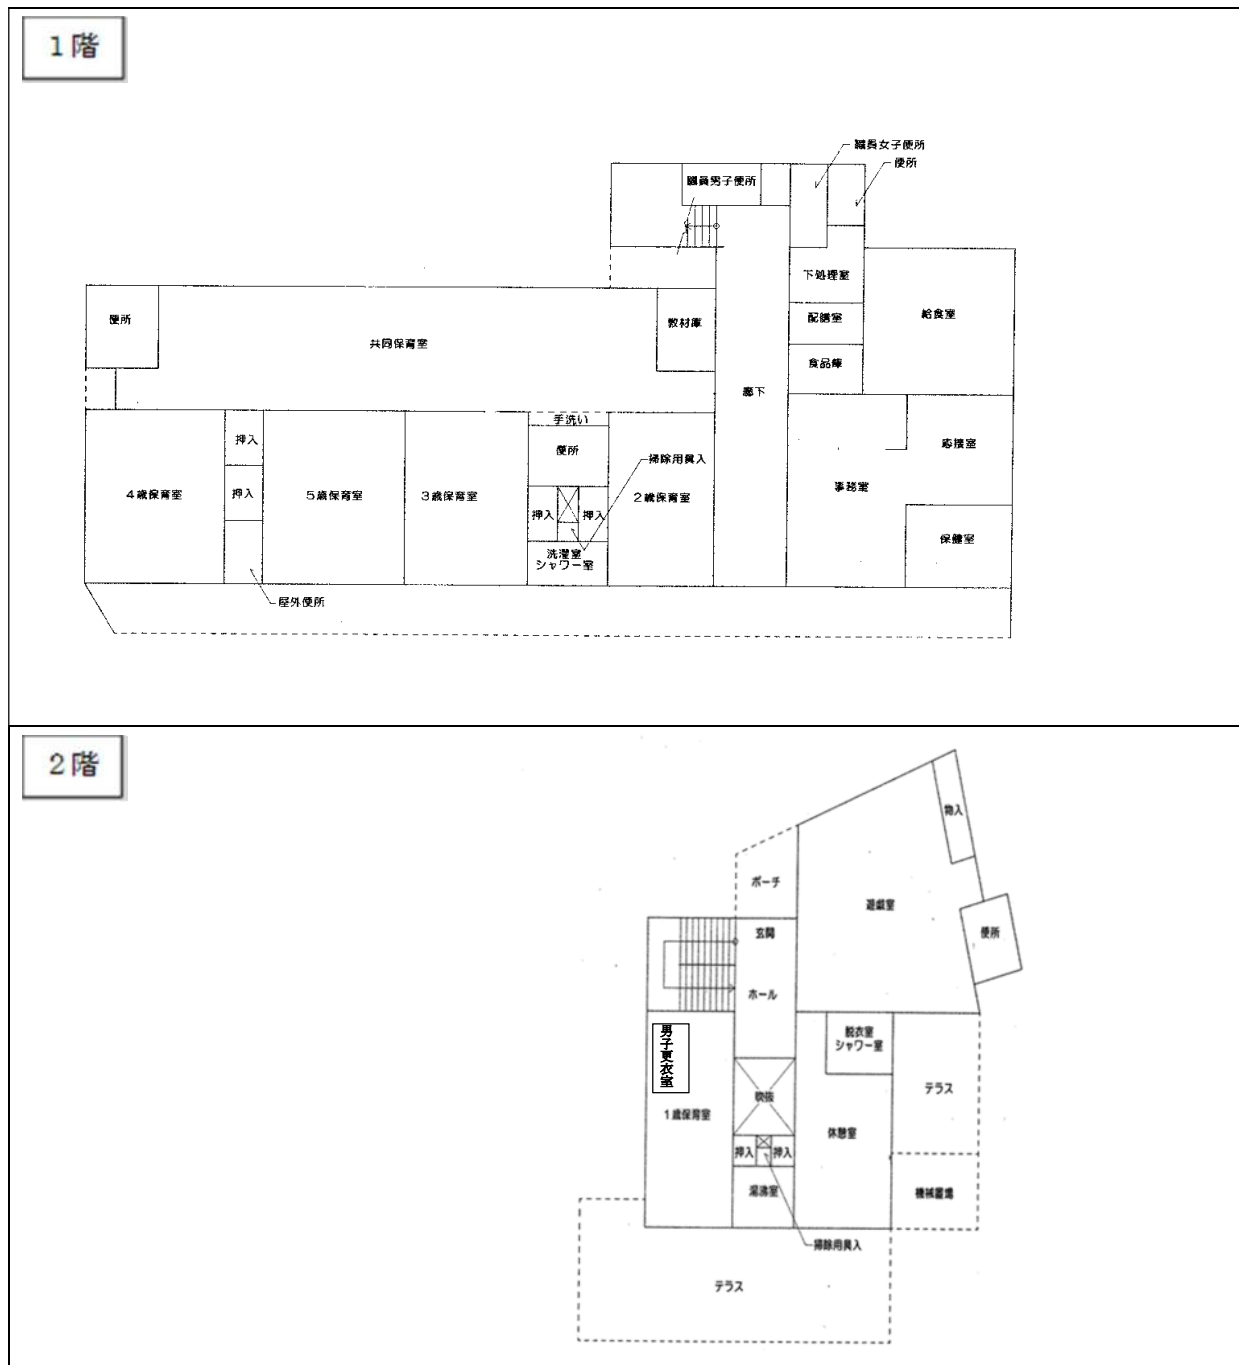 1階
職員女子便所
便所
職員男子便所
下処理室
給食室
配膳室
食品庫
便所
共同保育室
教材庫
廊下
手洗い
押入
便所
掃除用具入
応接室
4歳保育室
押入
5歳保育室
3歳保育室
押入
押入
2歳保育室
事務室
洗濯室
シャワー室
保健室
屋外便所
2階
物入
ポーチ
遊戯室
玄関
便所
ホール
男子更衣室
脱衣室
シャワー室
テラス
吹抜
1歳保育室
休憩室
押入
押入
湯沸室
機械置場
掃除用具入
テラス